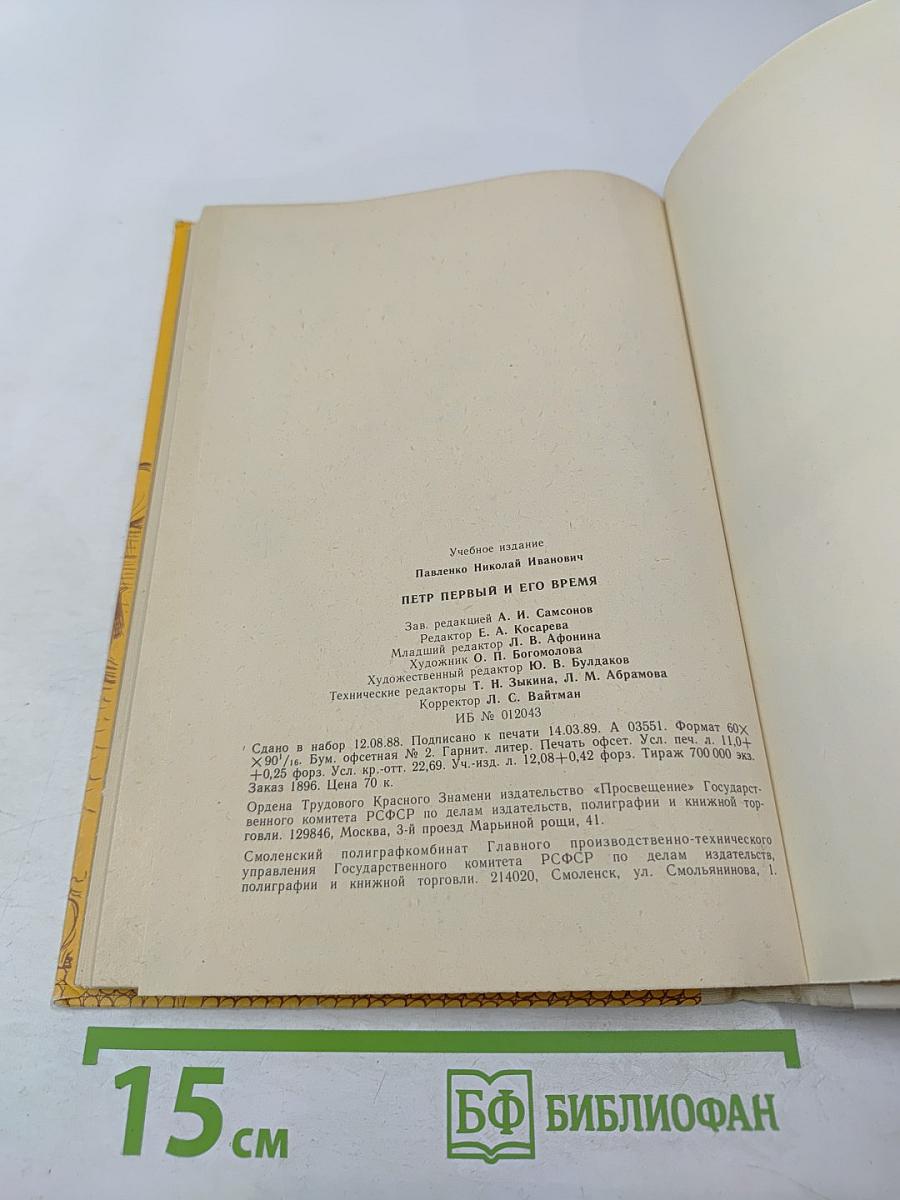 Учебное издание
Павленко Николай Иванович
ПЕТР ПЕРВЫЙ И ЕГО ВРЕМЯ
Зав. редакцией А. И. Самсонов
Редактор Е. А. Косарева
Младший редактор Л. В. Афонина
Художник О. П. Богомолова
Художественный редактор Ю. В. Булдаков
Технические редакторы Т. Н. Зыкина, Л. М. Абрамова
Корректор Л. С. Вайтман
ИБ № 012043
Сдано в набор 12.08.88. Подписано к печати 14.03.89. А 03551. Формат 60×
×90¹/₁₆. Бум. офсетная № 2. Гарнит. литер. Печать офсет. Усл. печ. л. 11,0+
+0,25 форз. Усл. кр.-отт. 22,69. Уч.-изд. л. 12,08+0,42 форз. Тираж 700 000 экз.
Заказ 1896. Цена 70 к.
Ордена Трудового Красного Знамени издательство «Просвещение» Государст-
венного комитета РСФСР по делам издательств, полиграфии и книжной тор-
говли. 129846, Москва, 3-й проезд Марьиной рощи, 41.
Смоленский полиграфкомбинат Главного производственно-технического
управления Государственного комитета РСФСР по делам издательств,
полиграфии и книжной торговли. 214020, Смоленск, ул. Смольянинова, 1.
15 см
БФ БИБЛИОФАН